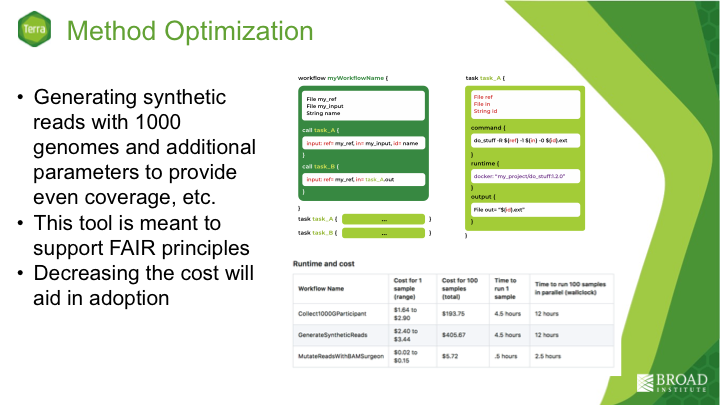 Terra
Method Optimization
• Generating synthetic
reads with 1000
genomes and additional
parameters to provide
even coverage, etc.
• This tool is meant to
support FAIR principles
• Decreasing the cost will
aid in adoption
workflow myWorkflowName {
File my_ref
File my_input
String name
call task_A {
input: ref= my_ref, in= my_input, id= name
}
call task_B {
input: ref= my_ref, in= task_A.out
}
}
task task_A { ... }
task task_B { ... }
task task_A {
File ref
File in
String id
command {
do_stuff -R ${ref} -I ${in} -O ${id}.ext
}
runtime {
docker: "my_project/do_stuff:1.2.0"
}
output {
File out= "${id}.ext"
}
}
Runtime and cost
Workflow Name | Cost for 1 sample (range) | Cost for 100 samples (total) | Time to run 1 sample | Time to run 100 samples in parallel (wallclock)
Collect1000GParticipant | $1.64 to $2.90 | $193.75 | 4.5 hours | 12 hours
GenerateSyntheticReads | $2.40 to $3.44 | $405.67 | 4.5 hours | 12 hours
MutateReadsWithBAMSurgeon | $0.02 to $0.15 | $5.72 | .5 hours | 2.5 hours
BROAD
INSTITUTE